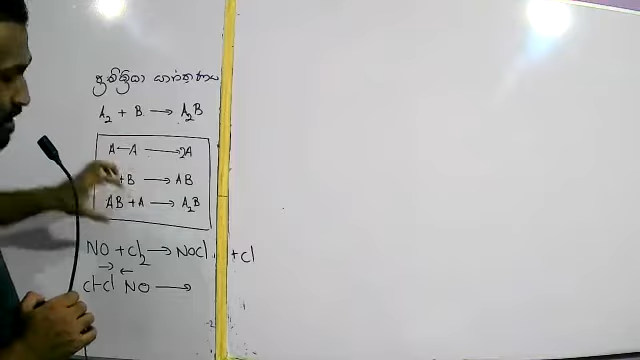 ප්‍රතික්‍රියා යාන්ත්‍රණය
A₂ + B ⟶ A₂B
A—A ⟶ 2A
+B ⟶ AB
AB + A ⟶ A₂B
NO + Cl₂ ⟶ NOCl + Cl
→ ←
Cl-Cl NO ⟶